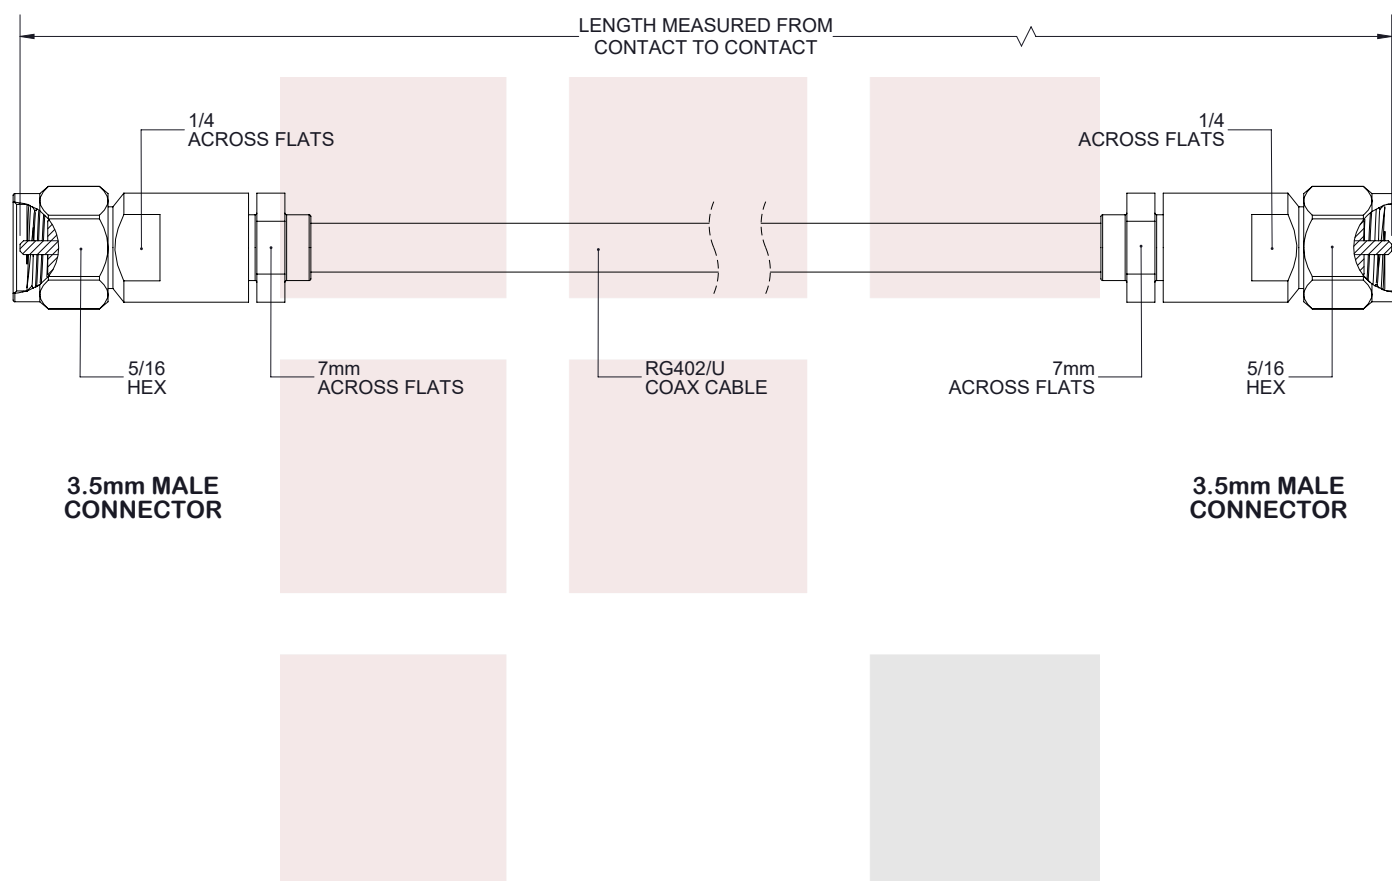 LENGTH MEASURED FROM
CONTACT TO CONTACT
1/4
ACROSS FLATS
1/4
ACROSS FLATS
5/16
HEX
7mm
ACROSS FLATS
RG402/U
COAX CABLE
7mm
ACROSS FLATS
5/16
HEX
3.5mm MALE
CONNECTOR
3.5mm MALE
CONNECTOR